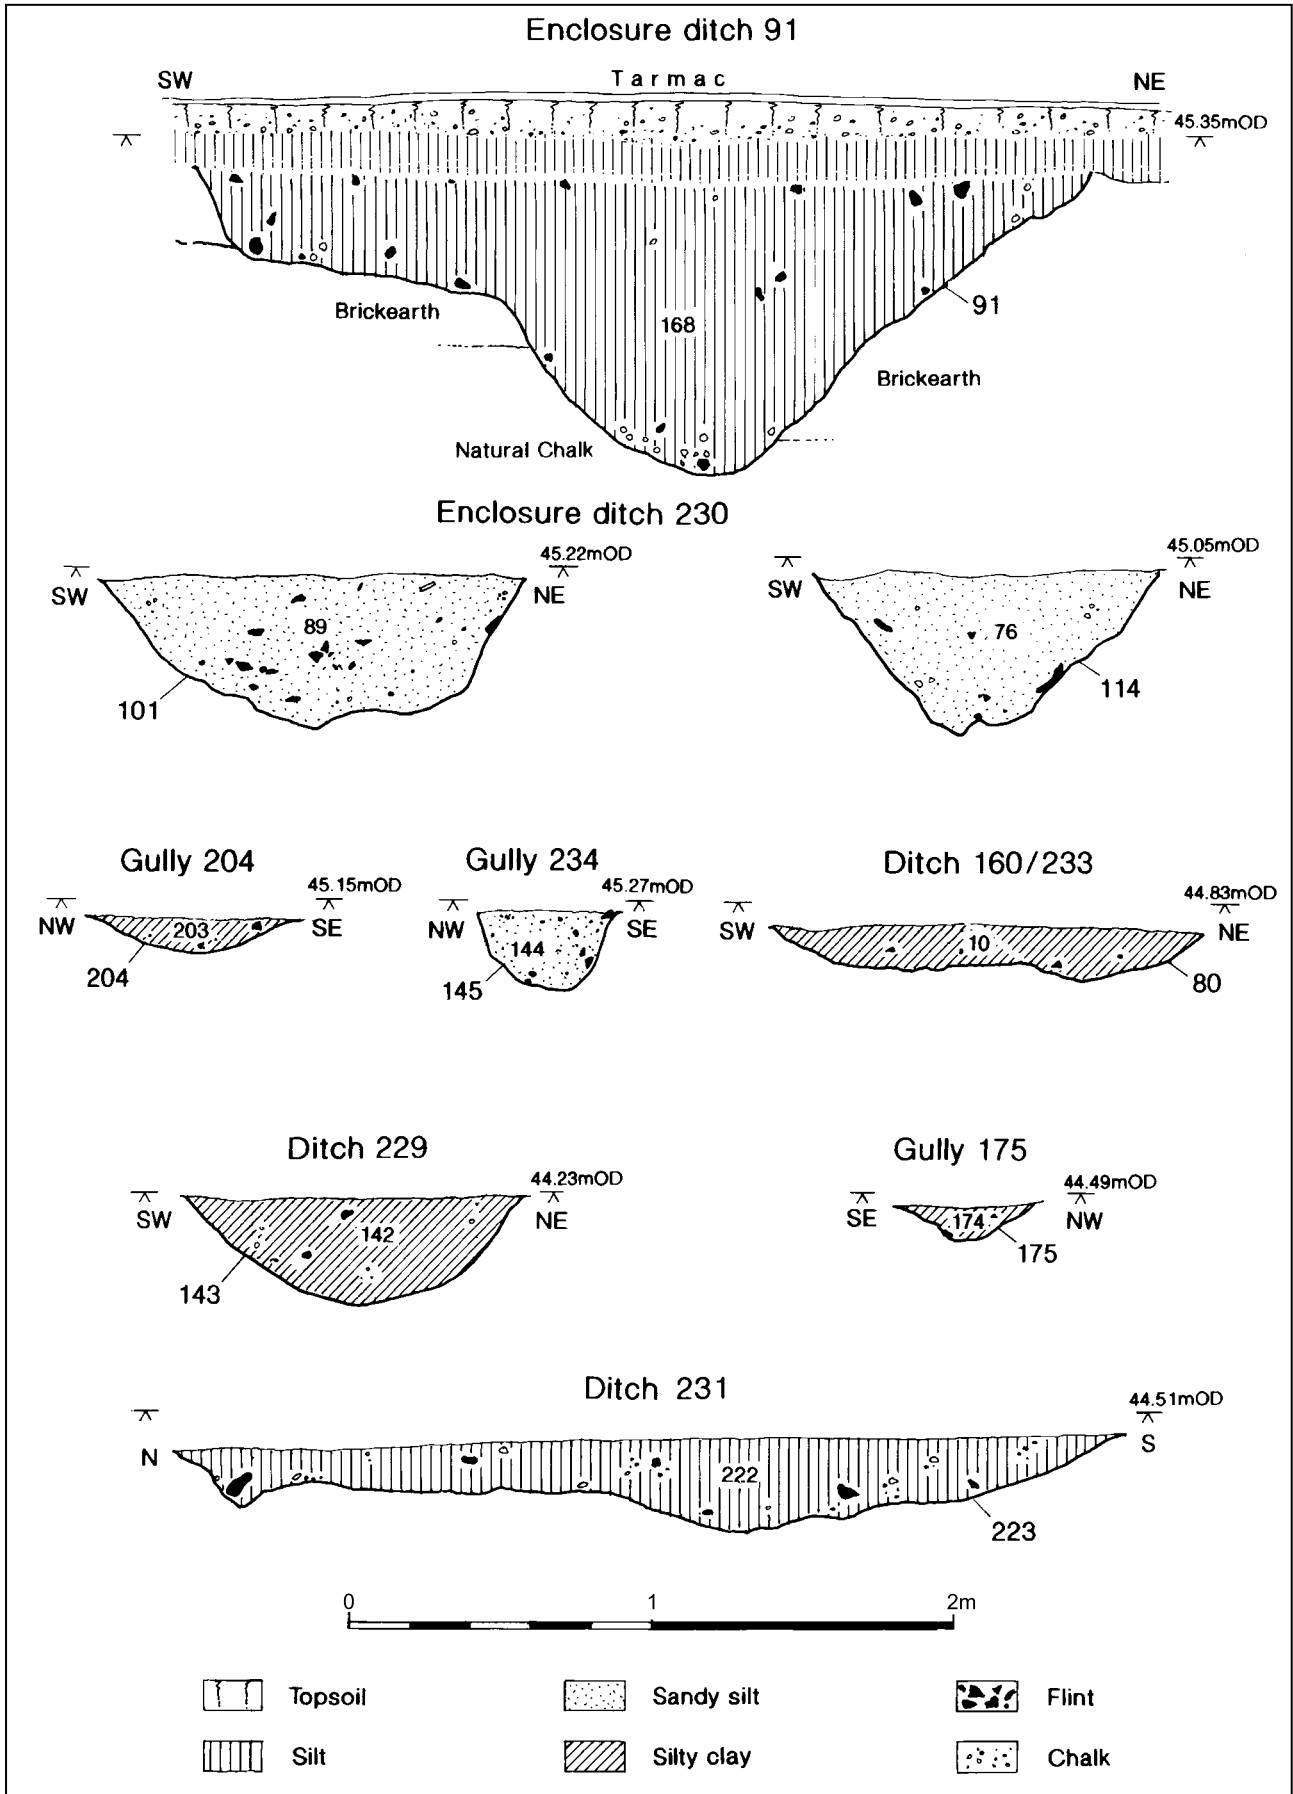 Enclosure ditch 91
SW Tarmac NE
45.35mOD
91
Brickearth
168
Brickearth
Natural Chalk
Enclosure ditch 230
45.22mOD 45.05mOD
SW NE SW NE
89 76
101 114
Gully 204 Gully 234 Ditch 160/233
45.15mOD 45.27mOD 44.83mOD
NW SE NW SE SW NE
203 144 10
204 145 80
Ditch 229 Gully 175
44.23mOD 44.49mOD
SW NE SE NW
142 174
143 175
Ditch 231
44.51mOD
N S
222
223
0 1 2m
Topsoil Sandy silt Flint
Silt Silty clay Chalk